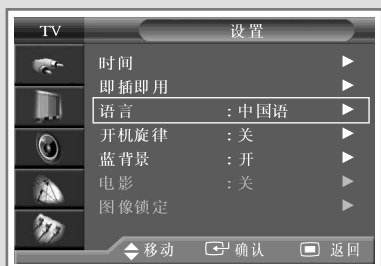 TV 设置
时间
即插即用
语言 : 中国语
开机旋律 : 关
蓝背景 : 开
电影 : 关
图像锁定
移动 确认 返回